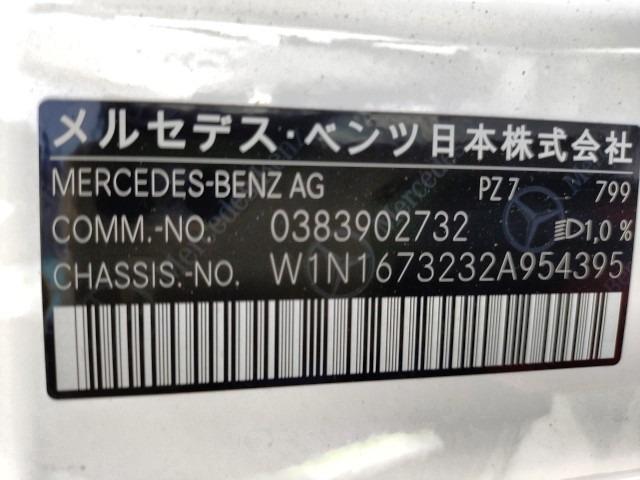 メルセデス・ベンツ日本株式会社
MERCEDES-BENZ AG PZ 7 799
COMM.-NO. 0383902732 1,0 %
CHASSIS.-NO. W1N1673232A954395